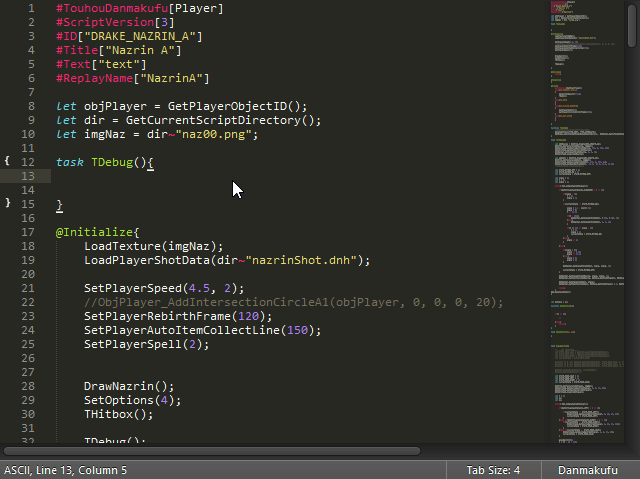 1 #TouhouDanmakufu[Player]
2 #ScriptVersion[3]
3 #ID["DRAKE_NAZRIN_A"]
4 #Title["Nazrin A"]
5 #Text["text"]
6 #ReplayName["NazrinA"]
7
8 let objPlayer = GetPlayerObjectID();
9 let dir = GetCurrentScriptDirectory();
10 let imgNaz = dir~"naz00.png";
11
{ 12 task TDebug(){
13
14
} 15 }
16
17 @Initialize{
18 LoadTexture(imgNaz);
19 LoadPlayerShotData(dir~"nazrinShot.dnh");
20
21 SetPlayerSpeed(4.5, 2);
22 //ObjPlayer_AddIntersectionCircleA1(objPlayer, 0, 0, 0, 20);
23 SetPlayerRebirthFrame(120);
24 SetPlayerAutoItemCollectLine(150);
25 SetPlayerSpell(2);
26
27
28 DrawNazrin();
29 SetOptions(4);
30 THitbox();
31
32 TDebug();
ASCII, Line 13, Column 5 Tab Size: 4 Danmakufu